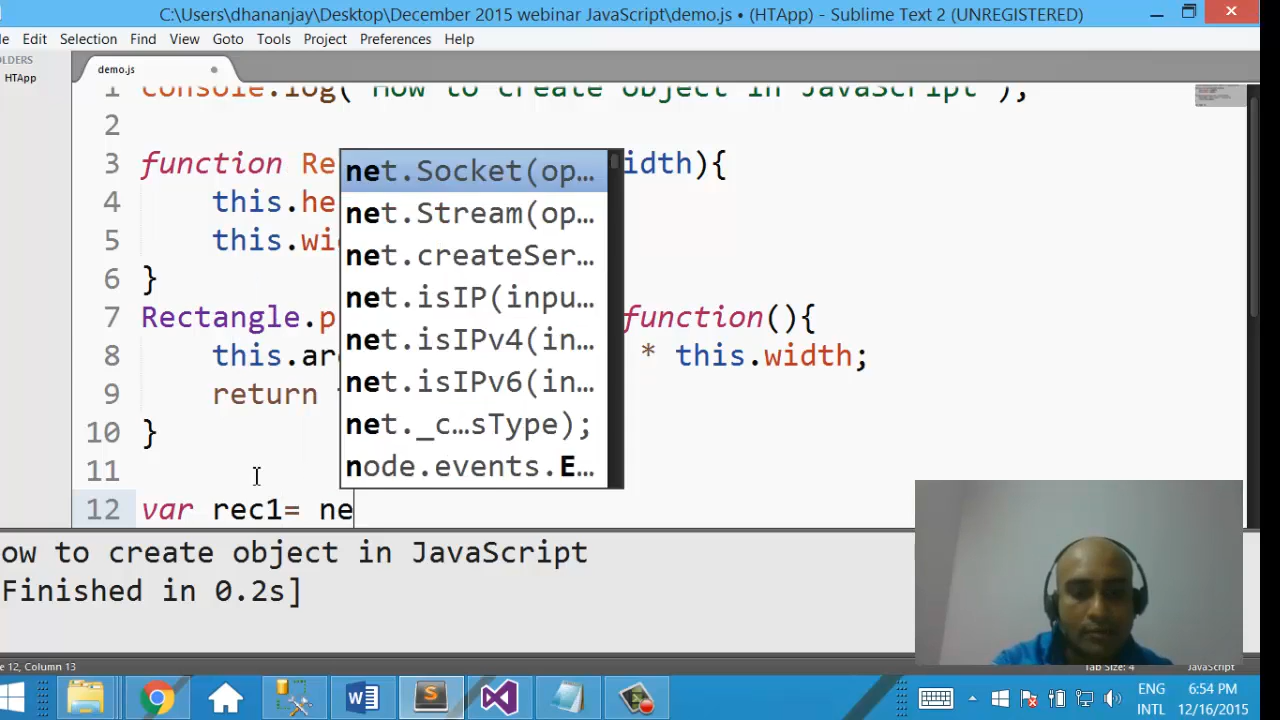 C:\Users\dhananjay\Desktop\December 2015 webinar JavaScript\demo.js • (HTApp) - Sublime Text 2 (UNREGISTERED)
le Edit Selection Find View Goto Tools Project Preferences Help
OLDERS
HTApp
demo.js
1 console.log("How to create object in JavaScript");
2
3 function Re idth){
4 this.he
5 this.wi
6 }
7 Rectangle.p function(){
8 this.are * this.width;
9 return
10 }
11
12 var rec1= ne
net.Socket(op…
net.Stream(op…
net.createSer…
net.isIP(inpu…
net.isIPv4(in…
net.isIPv6(in…
net._c…sType);
node.events.E…
ow to create object in JavaScript
Finished in 0.2s]
e 12, Column 13
Tab Size: 4 JavaScript
ENG 6:54 PM
INTL 12/16/2015